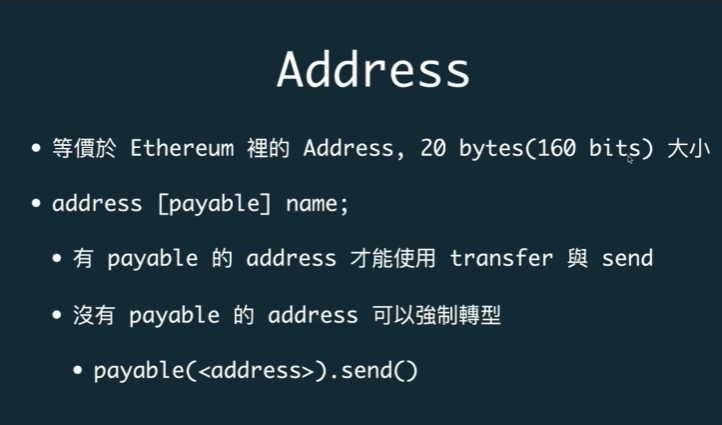 Address
• 等價於 Ethereum 裡的 Address, 20 bytes(160 bits) 大小
• address [payable] name;
• 有 payable 的 address 才能使用 transfer 與 send
• 沒有 payable 的 address 可以強制轉型
• payable(<address>).send()